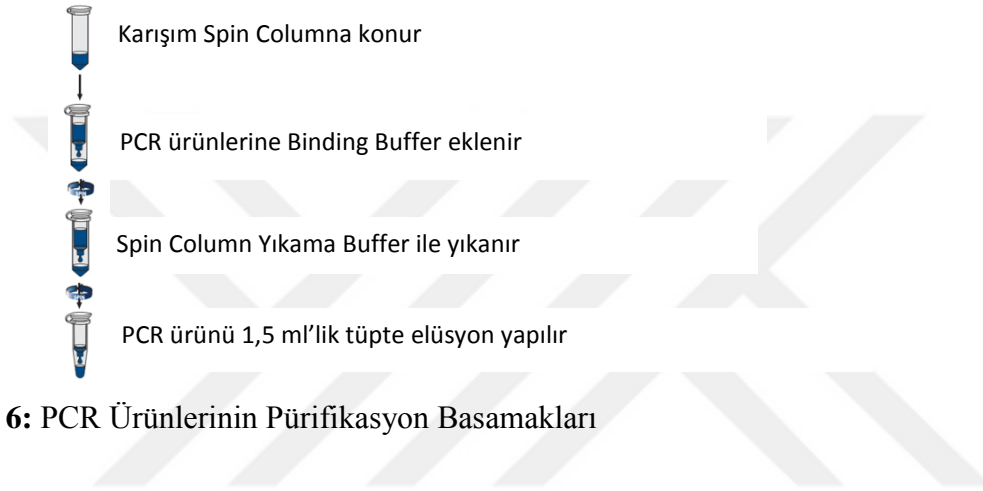 Karışım Spin Columna konur
PCR ürünlerine Binding Buffer eklenir
Spin Column Yıkama Buffer ile yıkanır
PCR ürünü 1,5 ml’lik tüpte elüsyon yapılır
6: PCR Ürünlerinin Pürifikasyon Basamakları